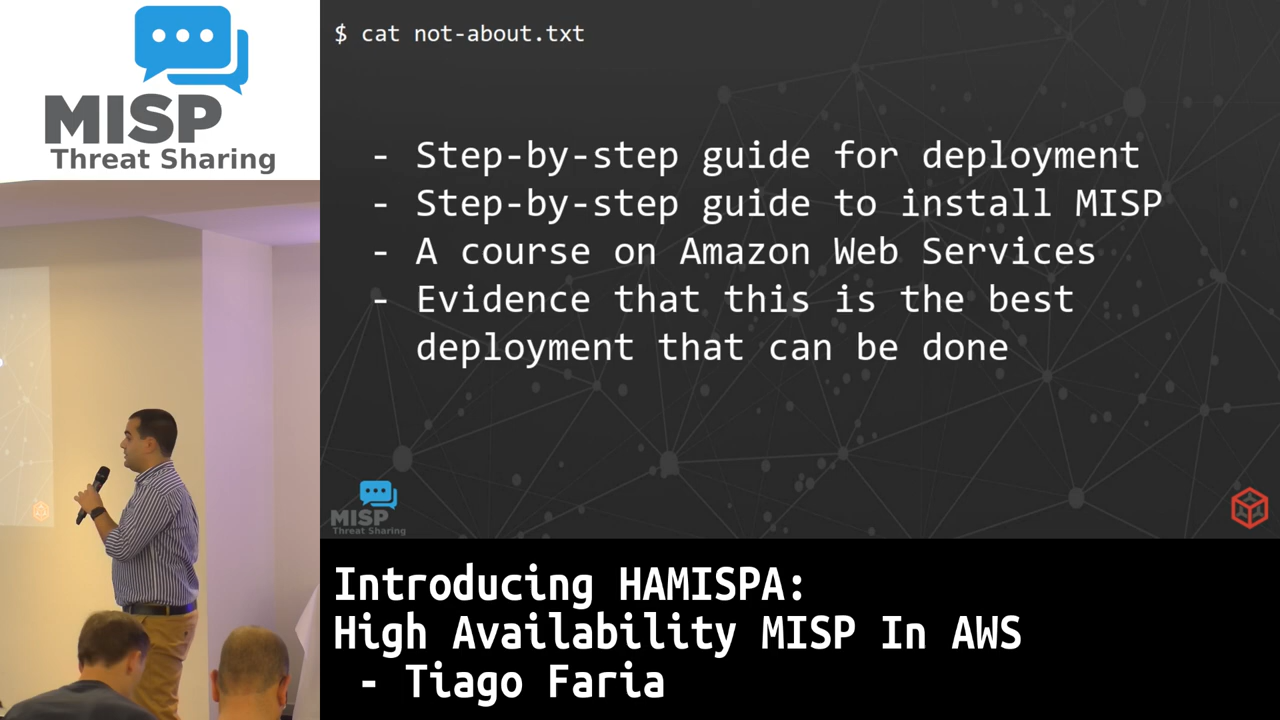 MISP
Threat Sharing
$ cat not-about.txt
- Step-by-step guide for deployment
- Step-by-step guide to install MISP
- A course on Amazon Web Services
- Evidence that this is the best
deployment that can be done
MISP
Threat Sharing
Introducing HAMISPA:
High Availability MISP In AWS
- Tiago Faria